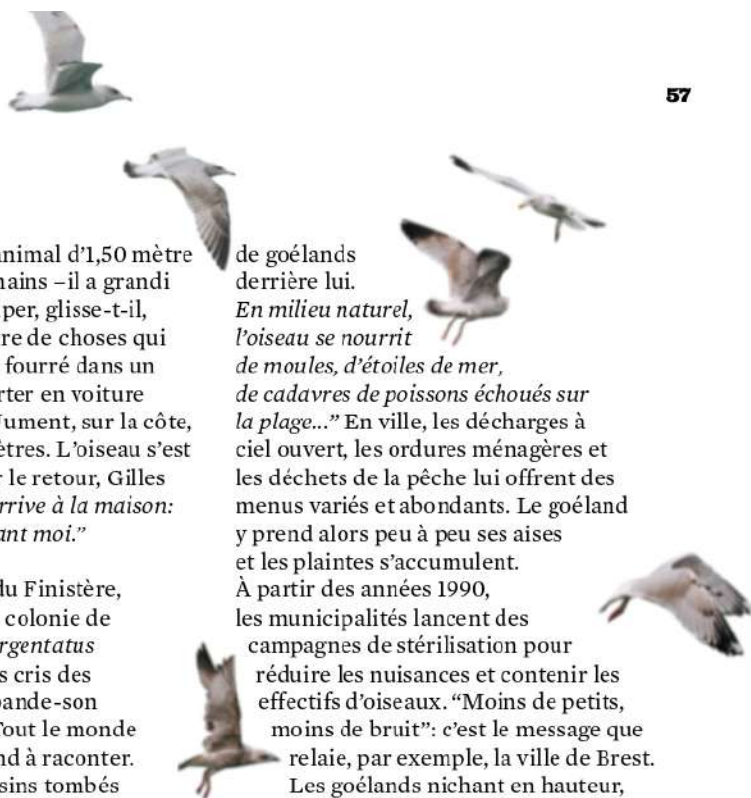 57
animal d’1,50 mètre
mains –il a grandi
per, glisse-t-il,
re de choses qui
fourré dans un
rter en voiture
Jument, sur la côte,
ètres. L’oiseau s’est
r le retour, Gilles
rrive à la maison:
ant moi.”
du Finistère,
colonie de
rgentatus
s cris des
bande-son
Tout le monde
nd à raconter.
sins tombés
de goélands
derrière lui.
En milieu naturel,
l’oiseau se nourrit
de moules, d’étoiles de mer,
de cadavres de poissons échoués sur
la plage...” En ville, les décharges à
ciel ouvert, les ordures ménagères et
les déchets de la pêche lui offrent des
menus variés et abondants. Le goéland
y prend alors peu à peu ses aises
et les plaintes s’accumulent.
À partir des années 1990,
les municipalités lancent des
campagnes de stérilisation pour
réduire les nuisances et contenir les
effectifs d’oiseaux. “Moins de petits,
moins de bruit”: c’est le message que
relaie, par exemple, la ville de Brest.
Les goélands nichant en hauteur,